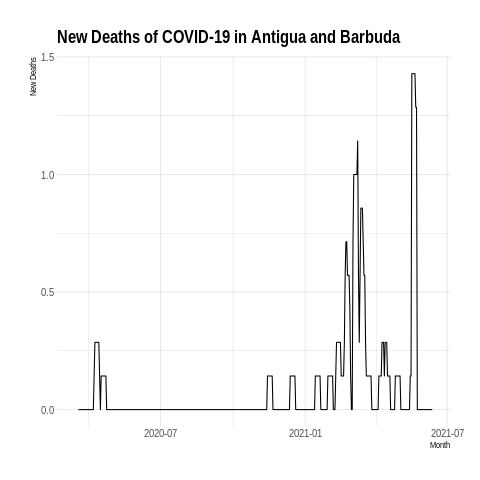 New Deaths of COVID-19 in Antigua and Barbuda
New Deaths
1.5
1.0
0.5
0.0
2020-07
2021-01
2021-07
Month